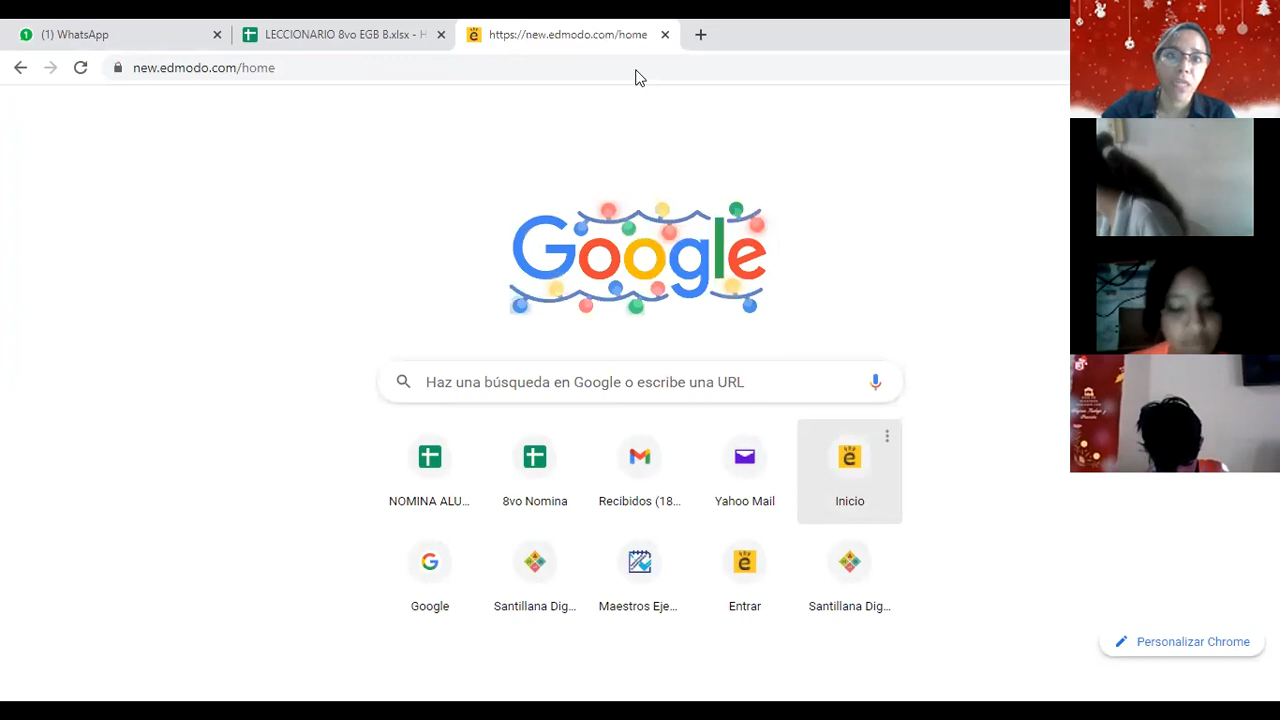 (1) WhatsApp
LECCIONARIO 8vo EGB B.xlsx - H
https://new.edmodo.com/home
new.edmodo.com/home
Google
Haz una búsqueda en Google o escribe una URL
NOMINA ALU...
8vo Nomina
Recibidos (18...
Yahoo Mail
Inicio
Google
Santillana Dig...
Maestros Eje...
Entrar
Santillana Dig...
Personalizar Chrome